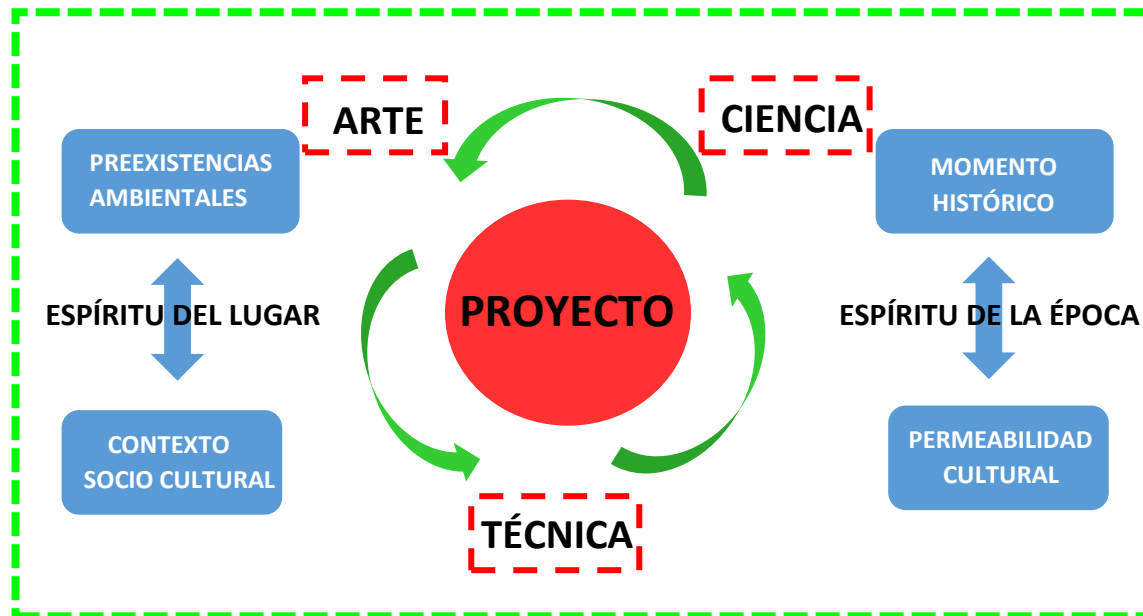 ARTE
CIENCIA
PREEXISTENCIAS
AMBIENTALES
MOMENTO
HISTÓRICO
ESPÍRITU DEL LUGAR
PROYECTO
ESPÍRITU DE LA ÉPOCA
CONTEXTO
SOCIO CULTURAL
PERMEABILIDAD
CULTURAL
TÉCNICA